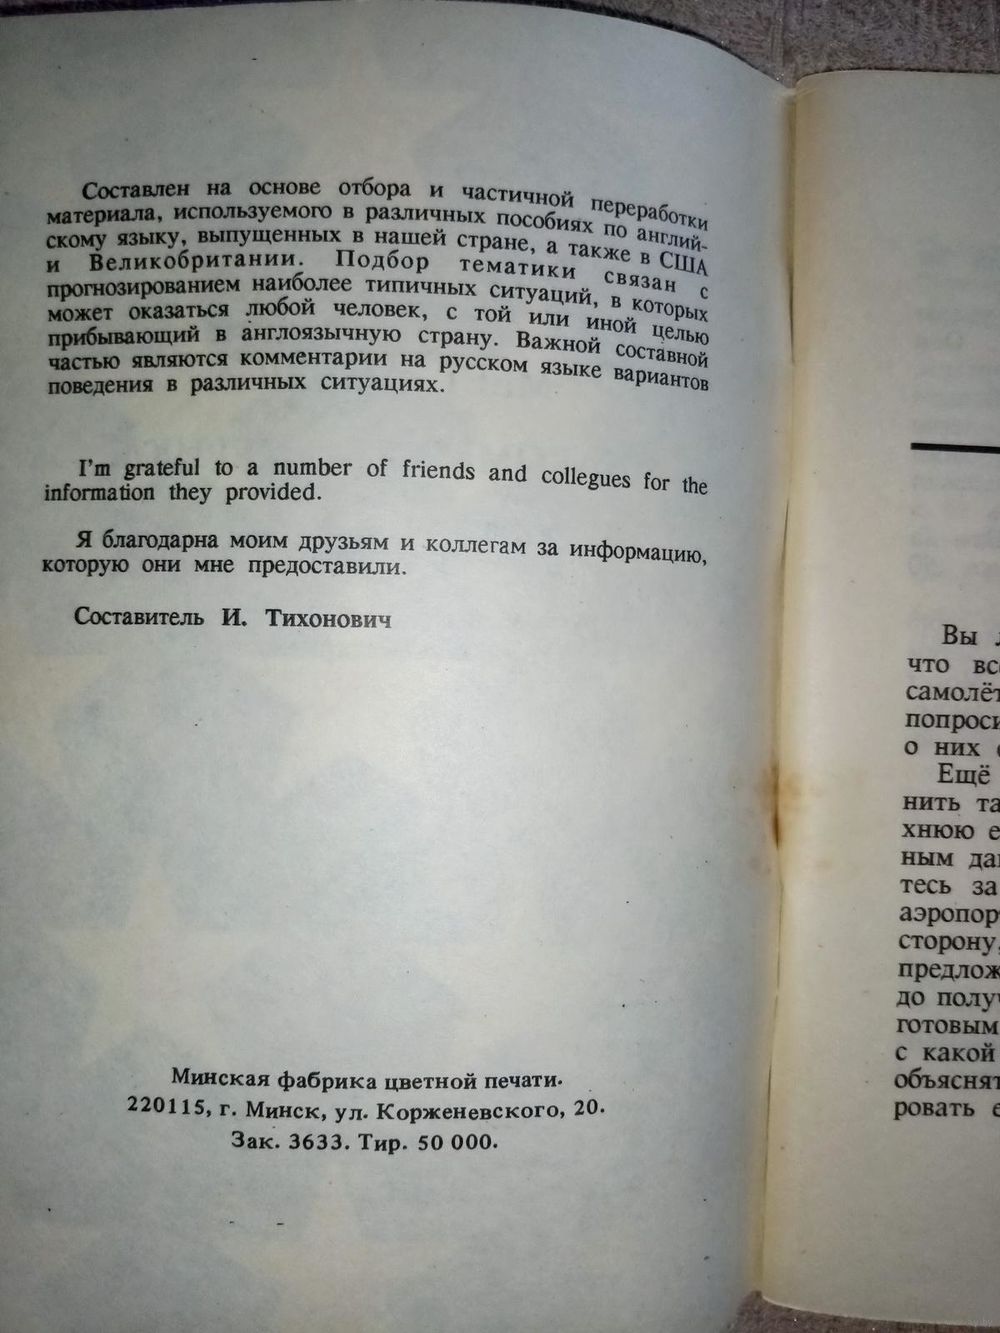 Составлен на основе отбора и частичной переработки
материала, используемого в различных пособиях по англий-
скому языку, выпущенных в нашей стране, а также в США
и Великобритании. Подбор тематики связан с
прогнозированием наиболее типичных ситуаций, в которых
может оказаться любой человек, с той или иной целью
прибывающий в англоязычную страну. Важной составной
частью являются комментарии на русском языке вариантов
поведения в различных ситуациях.
I'm grateful to a number of friends and collegues for the
information they provided.
Я благодарна моим друзьям и коллегам за информацию,
которую они мне предоставили.
Составитель И. Тихонович
Минская фабрика цветной печати.
220115, г. Минск, ул. Корженевского, 20.
Зак. 3633. Тир. 50 000.
Вы
что
самолёт
попроси
о них
Ещё
нить
хнюю
ным
тесь за
аэропор
сторону,
предлож
до полу
готовым
с какой
объяснят
ровать